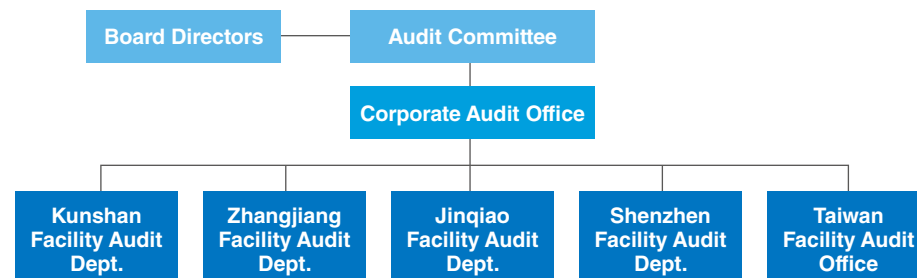 Board Directors
Audit Committee
Corporate Audit Office
Kunshan
Facility Audit
Dept.
Zhangjiang
Facility Audit
Dept.
Jinqiao
Facility Audit
Dept.
Shenzhen
Facility Audit
Dept.
Taiwan
Facility Audit
Office